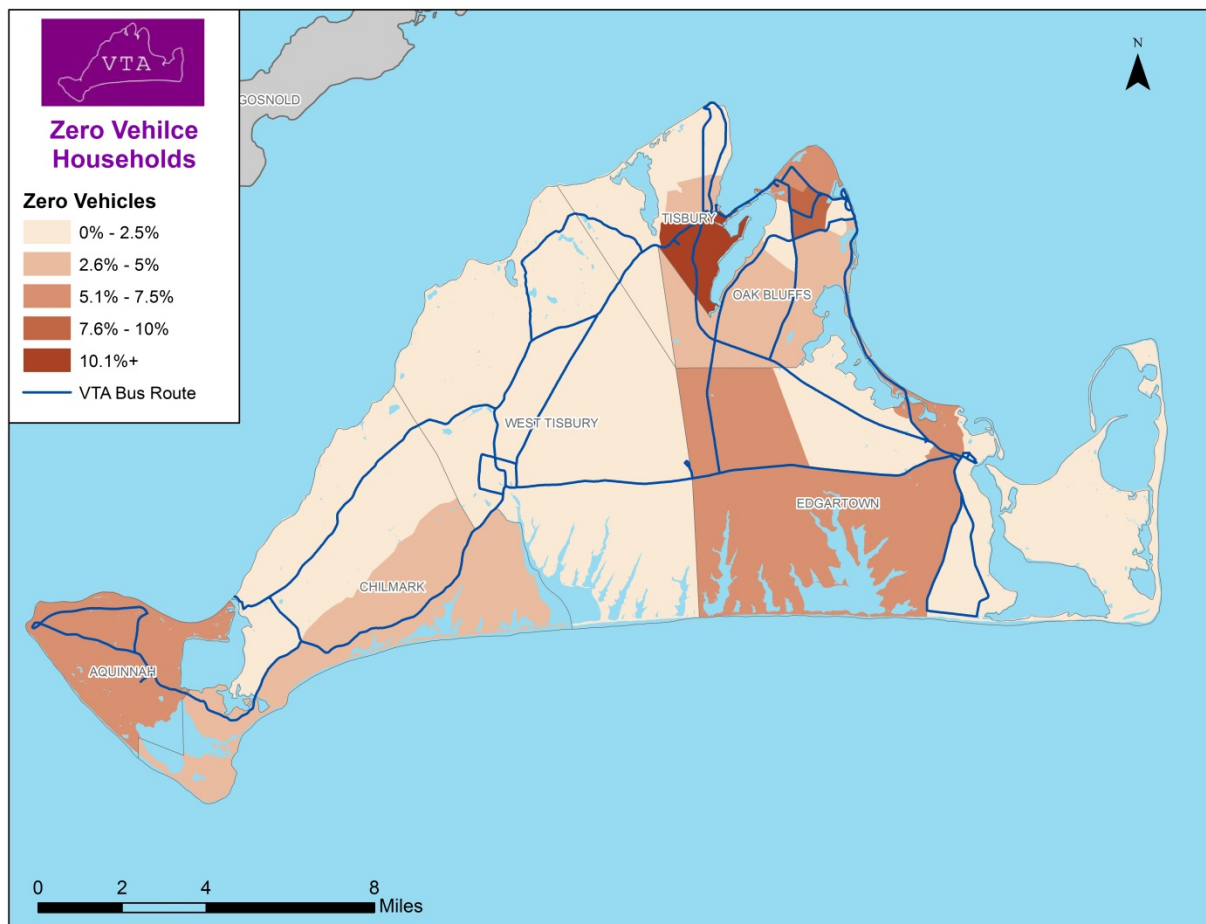 VTA
Zero Vehilce
Households
Zero Vehicles
0% - 2.5%
2.6% - 5%
5.1% - 7.5%
7.6% - 10%
10.1%+
VTA Bus Route
GOSNOLD
N
TISBURY
OAK BLUFFS
WEST TISBURY
EDGARTOWN
CHILMARK
AQUINNAH
0 2 4 8
Miles